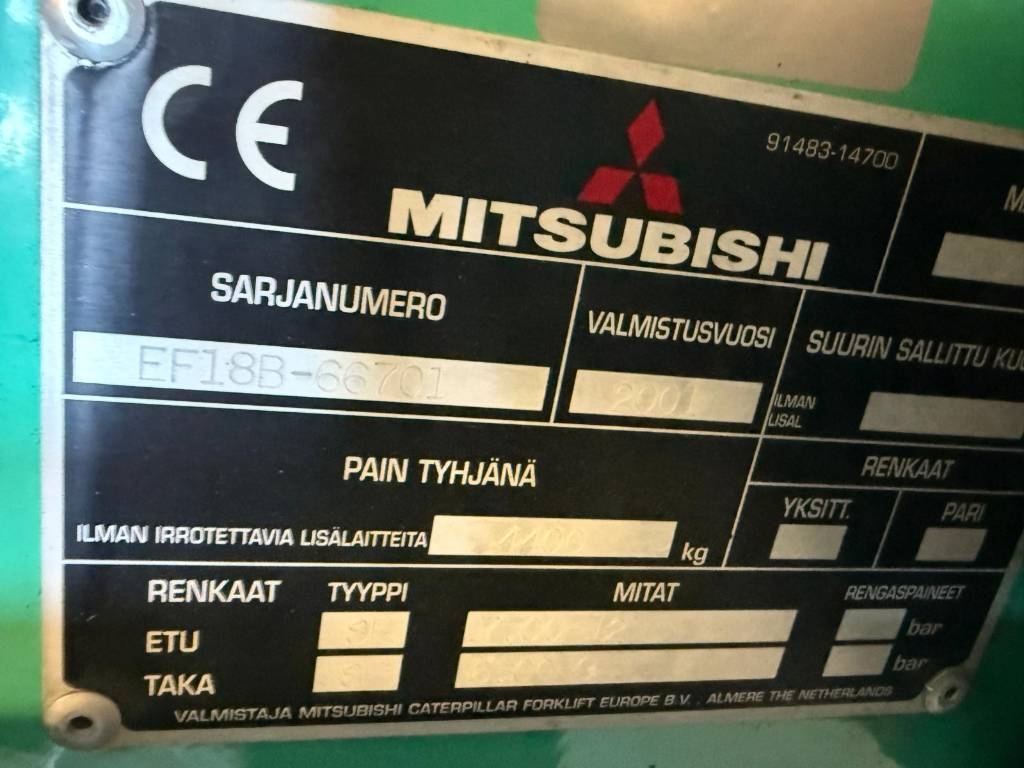 CE
91483-14700
MITSUBISHI
SARJANUMERO
EF18B-66701
VALMISTUSVUOSI
2001
SUURIN SALLITTU
ILMAN
LISAL
PAIN TYHJÄNÄ
ILMAN IRROTETTAVIA LISÄLAITTEITA kg
RENKAAT
YKSITT. PARI
RENKAAT TYYPPI MITAT RENGASPAINEET
ETU bar
TAKA bar
VALMISTAJA MITSUBISHI CATERPILLAR FORKLIFT EUROPE B.V. . ALMERE THE NETHERLANDS